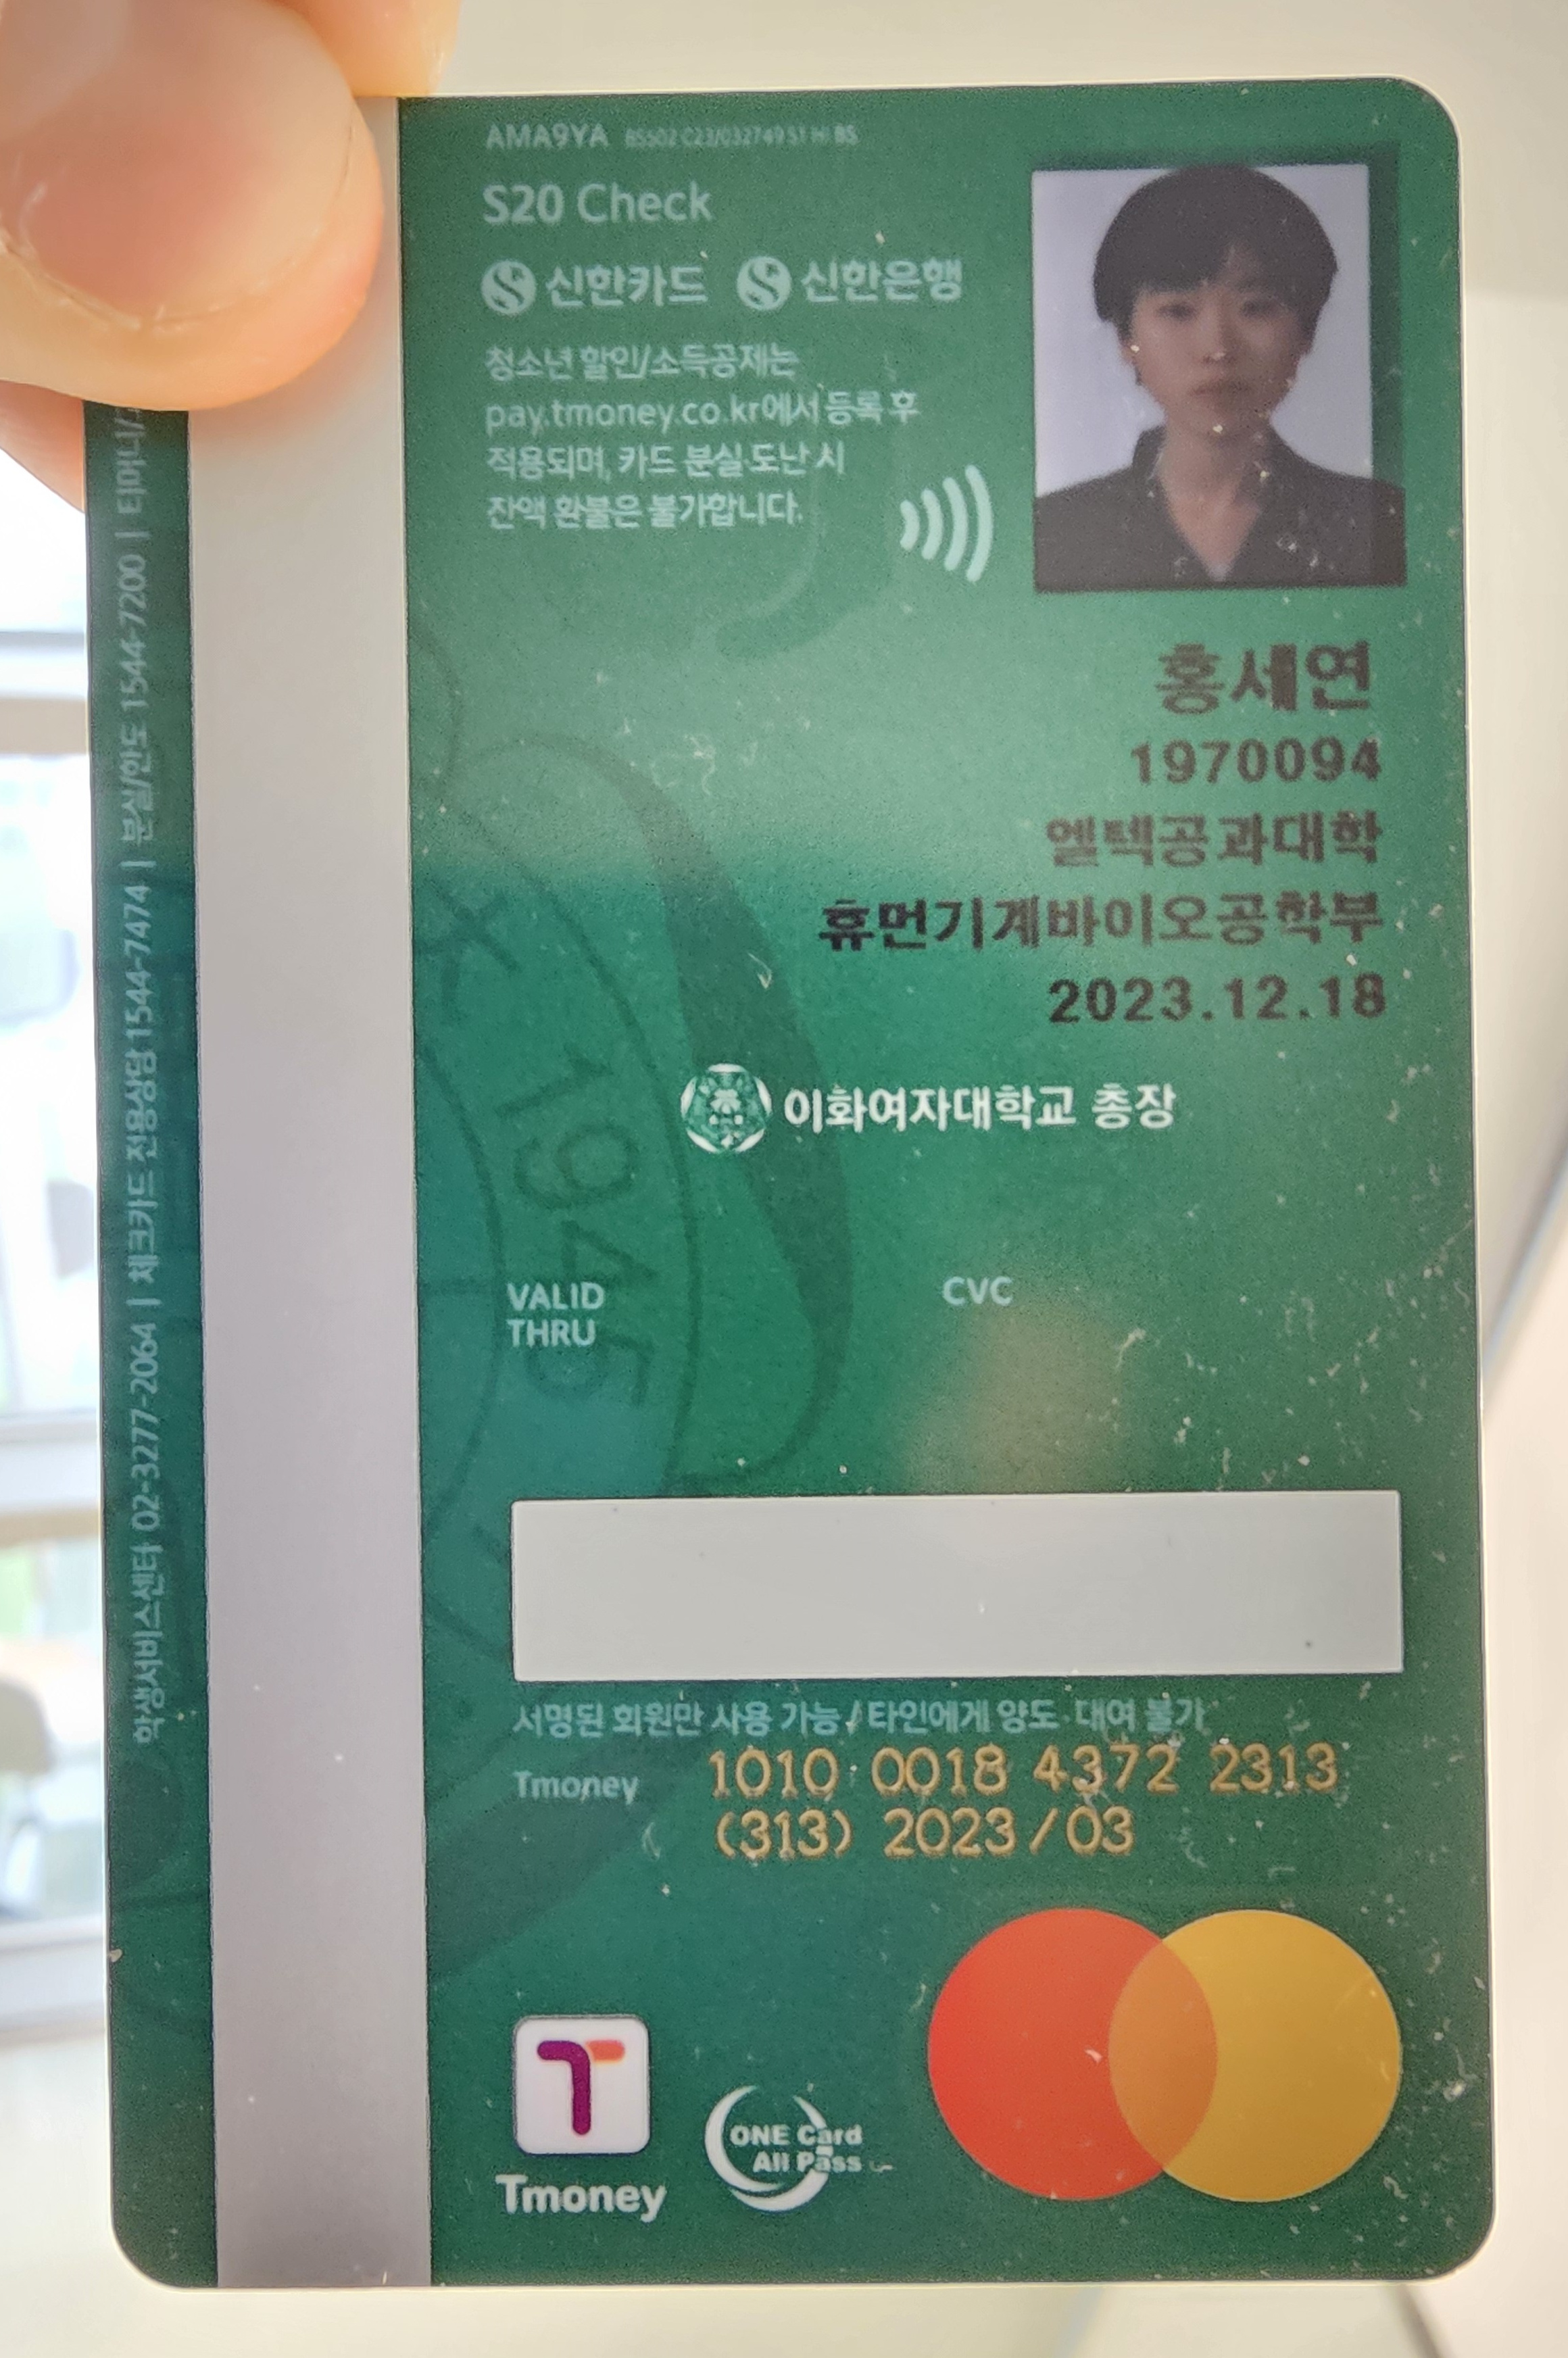 AMA9YA
S20 Check
신한카드 신한은행
청소년 할인/소득공제는
pay.tmoney.co.kr에서 등록 후
적용되며, 카드 분실·도난 시
잔액 환불은 불가합니다.
홍세연
1970094
엘텍공과대학
휴먼기계바이오공학부
2023.12.18
이화여자대학교 총장
1945
VALID
THRU
CVC
서명된 회원만 사용 가능 / 타인에게 양도·대여 불가
Tmoney 1010 0018 4372 2313
(313) 2023/03
Tmoney
ONE Card
All Pass
학생서비스센터 02-3277-2064 | 체크카드 전용상담 1544-7474 | 분실/한도 1544-7200 | 티머니/